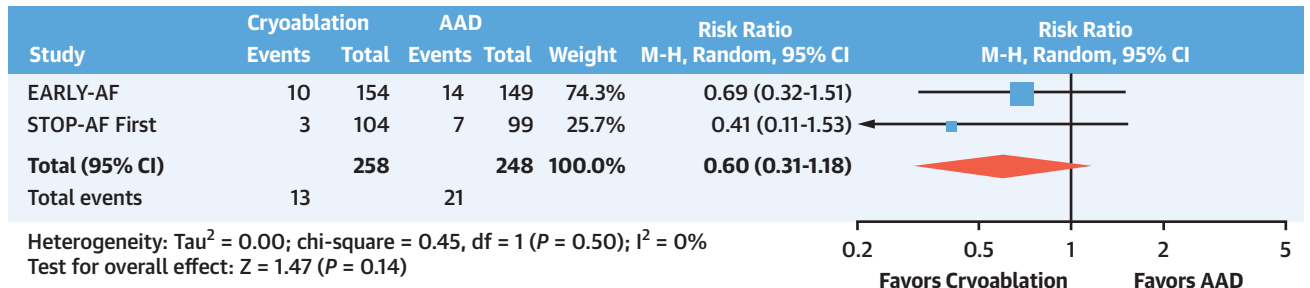 Cryoablation AAD Risk Ratio Risk Ratio
Study Events Total Events Total Weight M-H, Random, 95% CI M-H, Random, 95% CI
EARLY-AF 10 154 14 149 74.3% 0.69 (0.32-1.51)
STOP-AF First 3 104 7 99 25.7% 0.41 (0.11-1.53)
Total (95% CI) 258 248 100.0% 0.60 (0.31-1.18)
Total events 13 21
Heterogeneity: Tau² = 0.00; chi-square = 0.45, df = 1 (P = 0.50); I² = 0%
Test for overall effect: Z = 1.47 (P = 0.14)
0.2 0.5 1 2 5
Favors Cryoablation Favors AAD